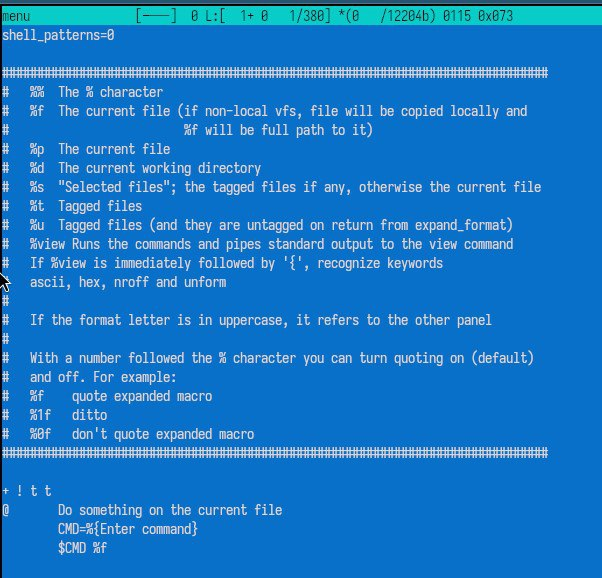 menu [----] 0 L:[ 1+ 0 1/380] *(0 /12204b) 0115 0x073
shell_patterns=0
##############################################################################
# %% The % character
# %f The current file (if non-local vfs, file will be copied locally and
# %f will be full path to it)
# %p The current file
# %d The current working directory
# %s "Selected files"; the tagged files if any, otherwise the current file
# %t Tagged files
# %u Tagged files (and they are untagged on return from expand_format)
# %view Runs the commands and pipes standard output to the view command
# If %view is immediately followed by '{', recognize keywords
# ascii, hex, nroff and unform
#
# If the format letter is in uppercase, it refers to the other panel
#
# With a number followed the % character you can turn quoting on (default)
# and off. For example:
# %f quote expanded macro
# %1f ditto
# %0f don't quote expanded macro
##############################################################################
+ ! t t
@ Do something on the current file
CMD=%{Enter command}
$CMD %f